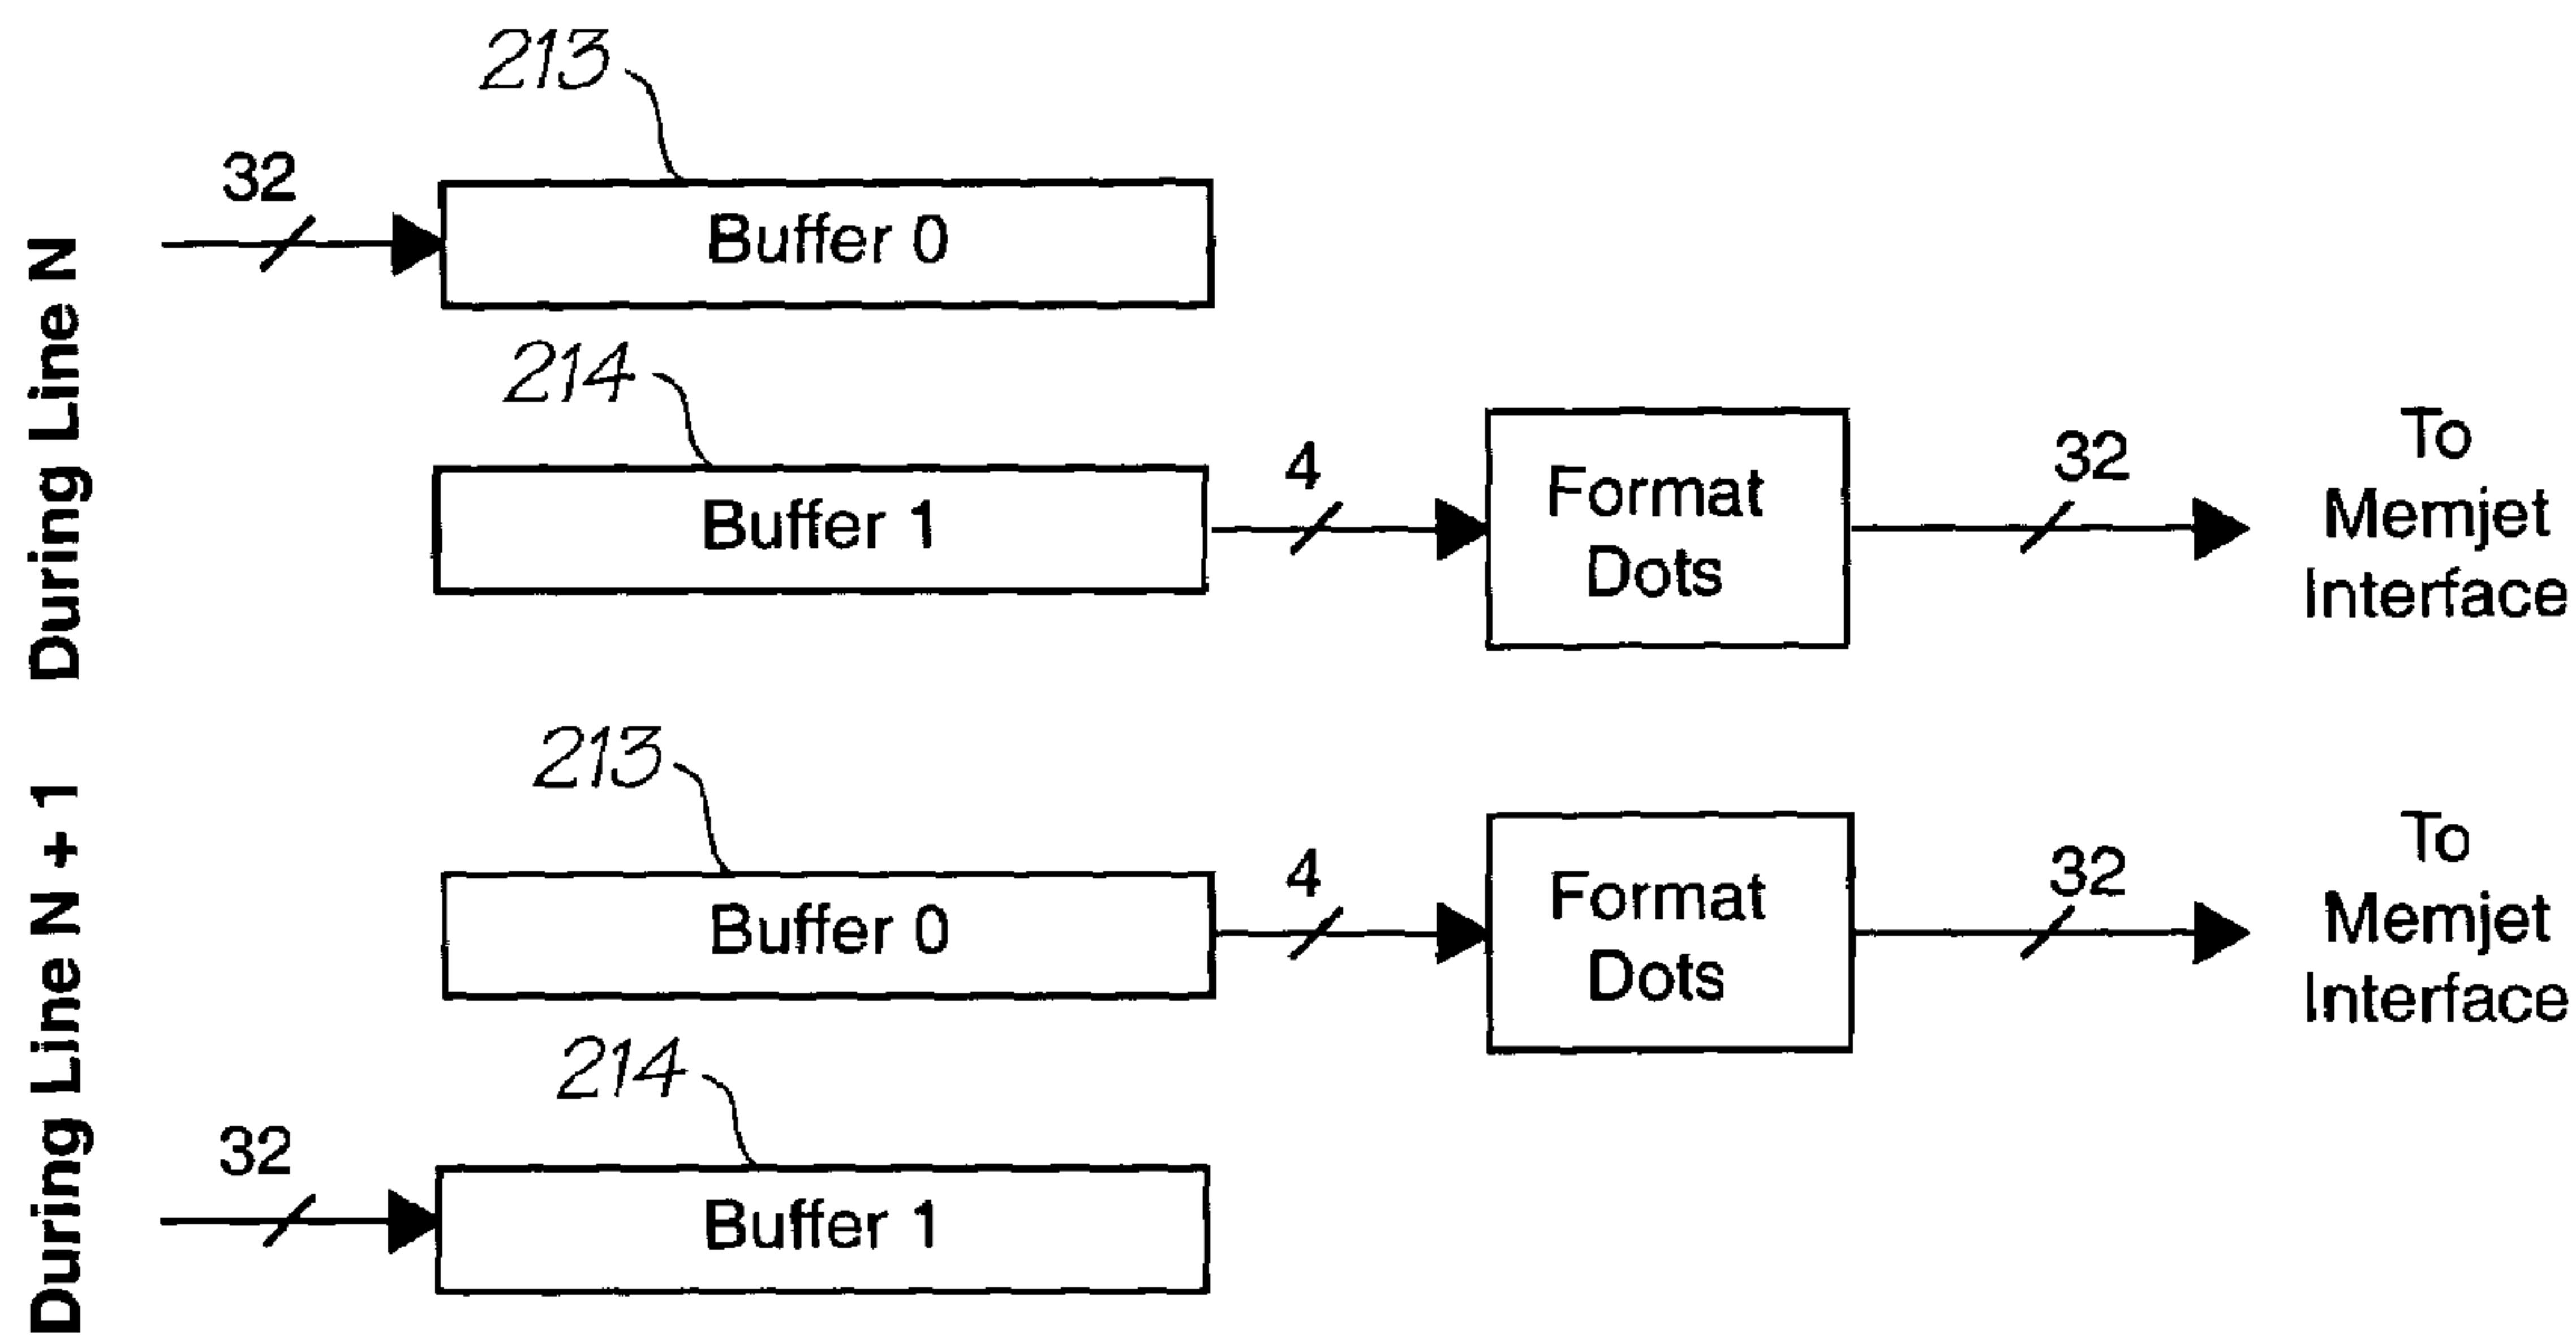 During Line N
213
32
Buffer 0
214
Buffer 1
4
Format
Dots
32
To
Memjet
Interface
During Line N + 1
213
Buffer 0
4
Format
Dots
32
To
Memjet
Interface
214
32
Buffer 1